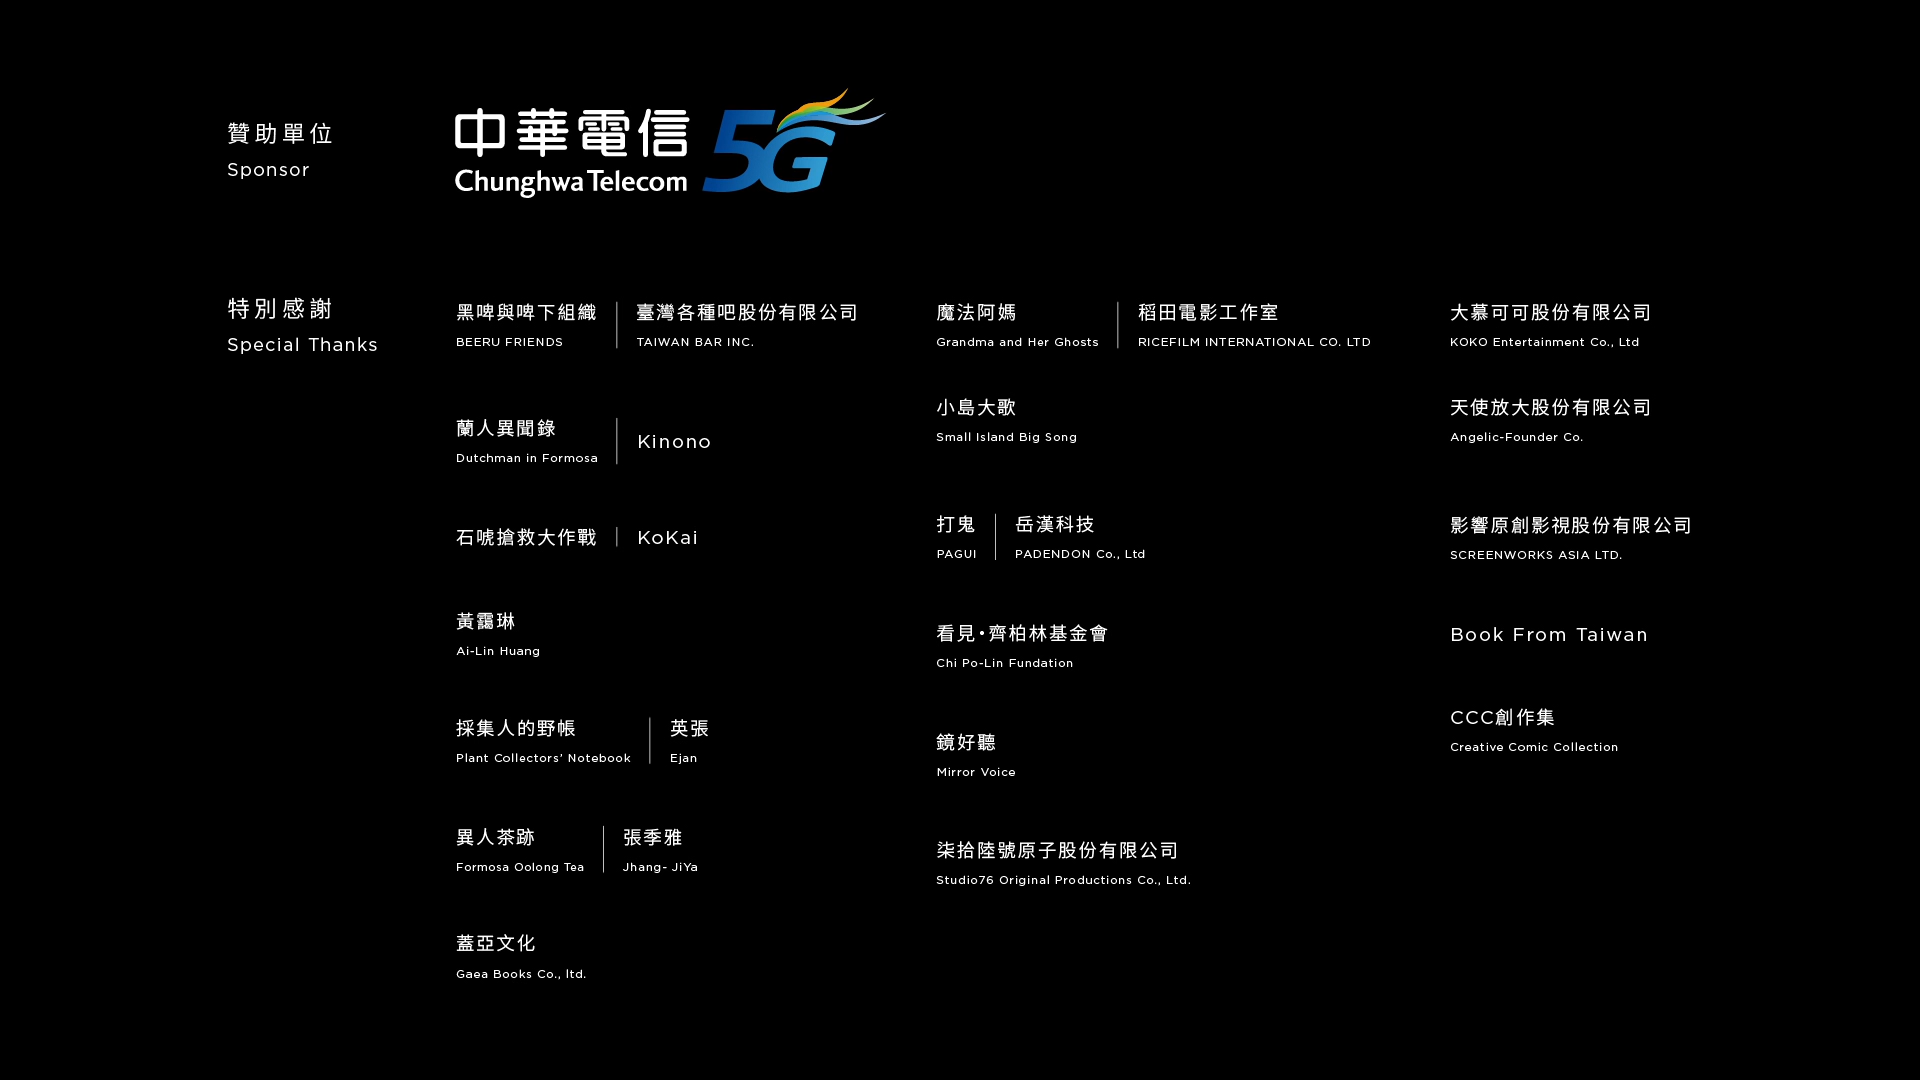 贊助單位
Sponsor
中華電信 5G
Chunghwa Telecom
特別感謝
Special Thanks
黑啤與啤下組織
BEERU FRIENDS
臺灣各種吧股份有限公司
TAIWAN BAR INC.
蘭人異聞錄
Dutchman in Formosa
Kinono
石唬搶救大作戰
KoKai
黃靄琳
Ai-Lin Huang
採集人的野帳
Plant Collectors’ Notebook
英張
Ejan
異人茶跡
Formosa Oolong Tea
張季雅
Jhang- JiYa
蓋亞文化
Gaea Books Co., ltd.
魔法阿媽
Grandma and Her Ghosts
稻田電影工作室
RICEFILM INTERNATIONAL CO. LTD
小島大歌
Small Island Big Song
打鬼
PAGUI
岳漢科技
PADENDON Co., Ltd
看見•齊柏林基金會
Chi Po-Lin Fundation
鏡好聽
Mirror Voice
柒拾陸號原子股份有限公司
Studio76 Original Productions Co., Ltd.
大慕可可股份有限公司
KOKO Entertainment Co., Ltd
天使放大股份有限公司
Angelic-Founder Co.
影響原創影視股份有限公司
SCREENWORKS ASIA LTD.
Book From Taiwan
CCC創作集
Creative Comic Collection